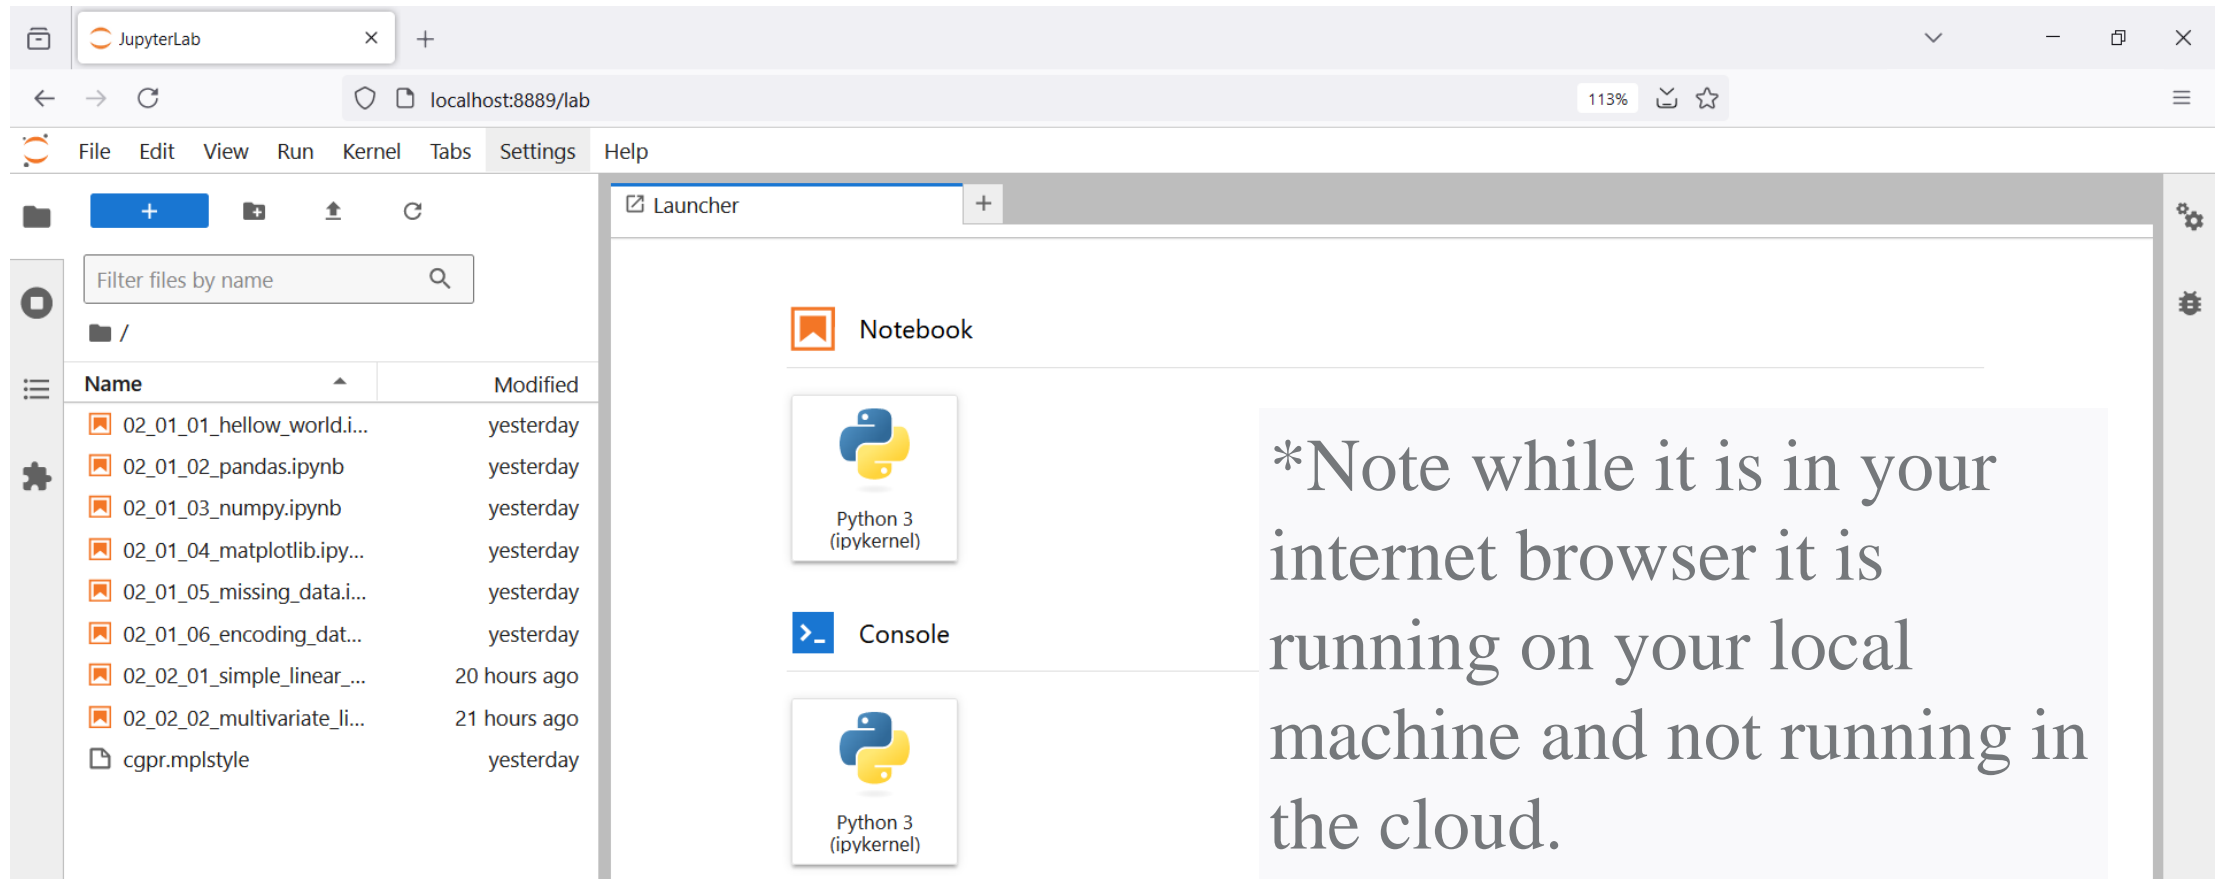 JupyterLab
localhost:8889/lab
113%
File Edit View Run Kernel Tabs Settings Help
Filter files by name
/
Name Modified
02_01_01_hellow_world.i... yesterday
02_01_02_pandas.ipynb yesterday
02_01_03_numpy.ipynb yesterday
02_01_04_matplotlib.ipy... yesterday
02_01_05_missing_data.i... yesterday
02_01_06_encoding_dat... yesterday
02_02_01_simple_linear_... 20 hours ago
02_02_02_multivariate_li... 21 hours ago
cgpr.mplstyle yesterday
Launcher
Notebook
Python 3
(ipykernel)
Console
Python 3
(ipykernel)
*Note while it is in your
internet browser it is
running on your local
machine and not running in
the cloud.